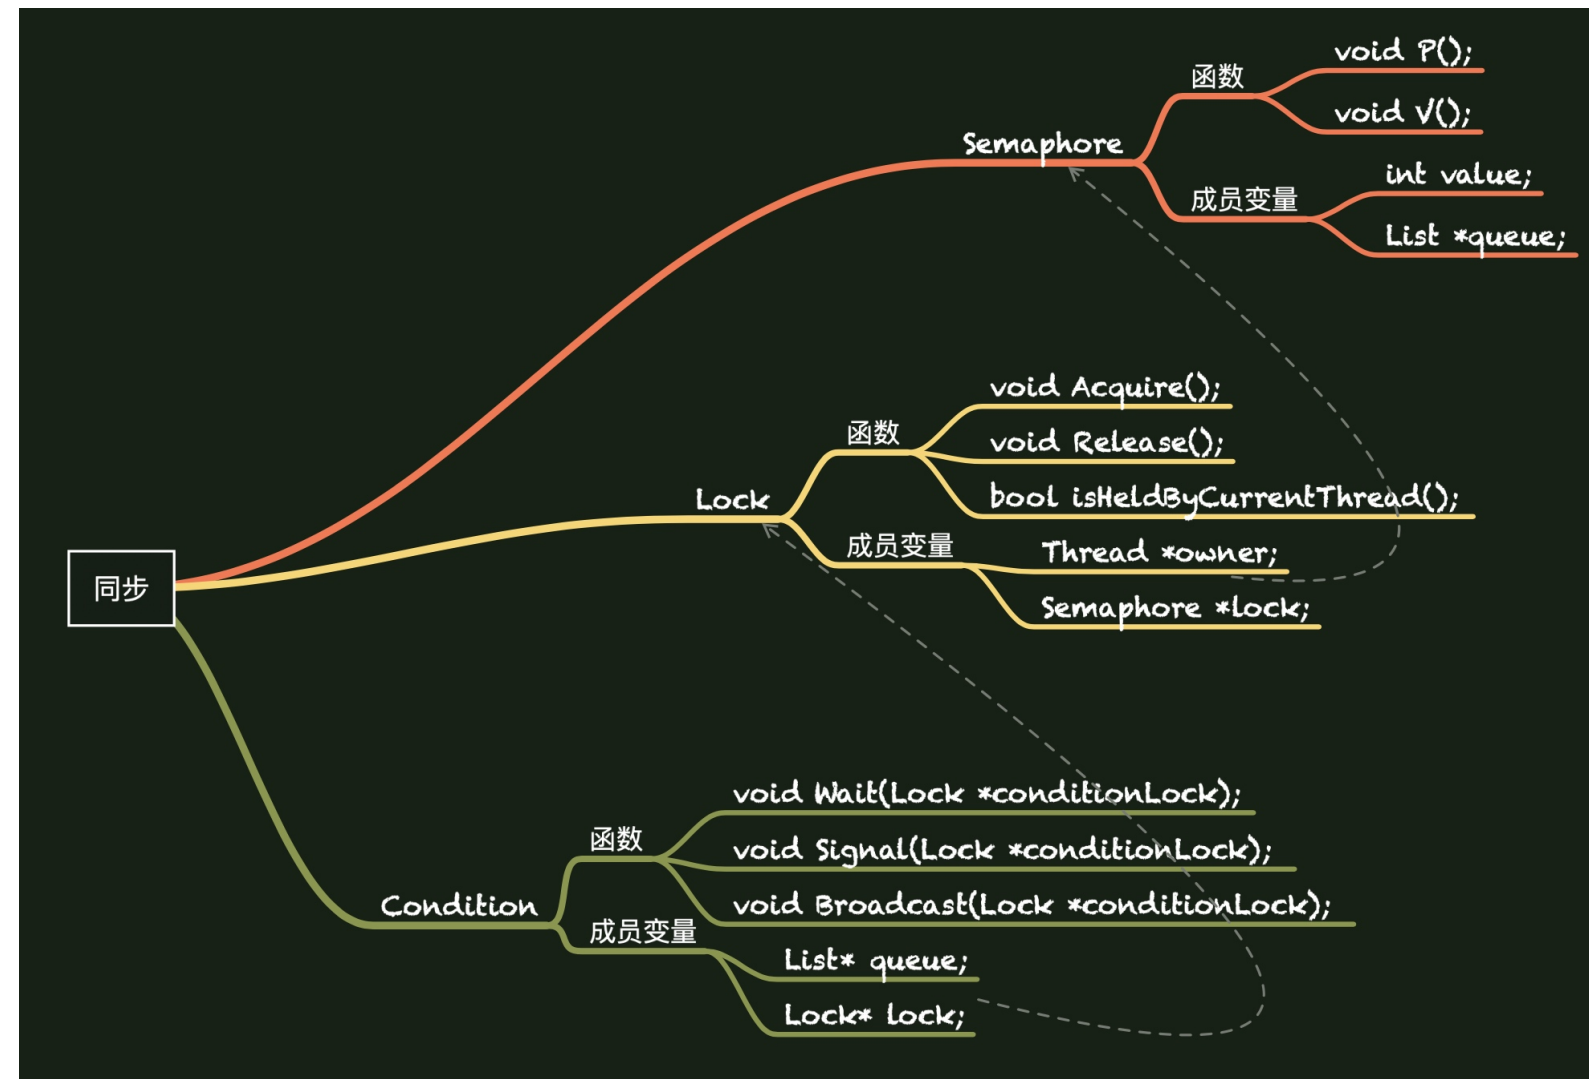 同步
Semaphore
函数
void P();
void V();
成员变量
int value;
List *queue;
Lock
函数
void Acquire();
void Release();
bool isHeldByCurrentThread();
成员变量
Thread *owner;
Semaphore *lock;
Condition
函数
void Wait(Lock *conditionLock);
void Signal(Lock *conditionLock);
void Broadcast(Lock *conditionLock);
成员变量
List* queue;
Lock* lock;